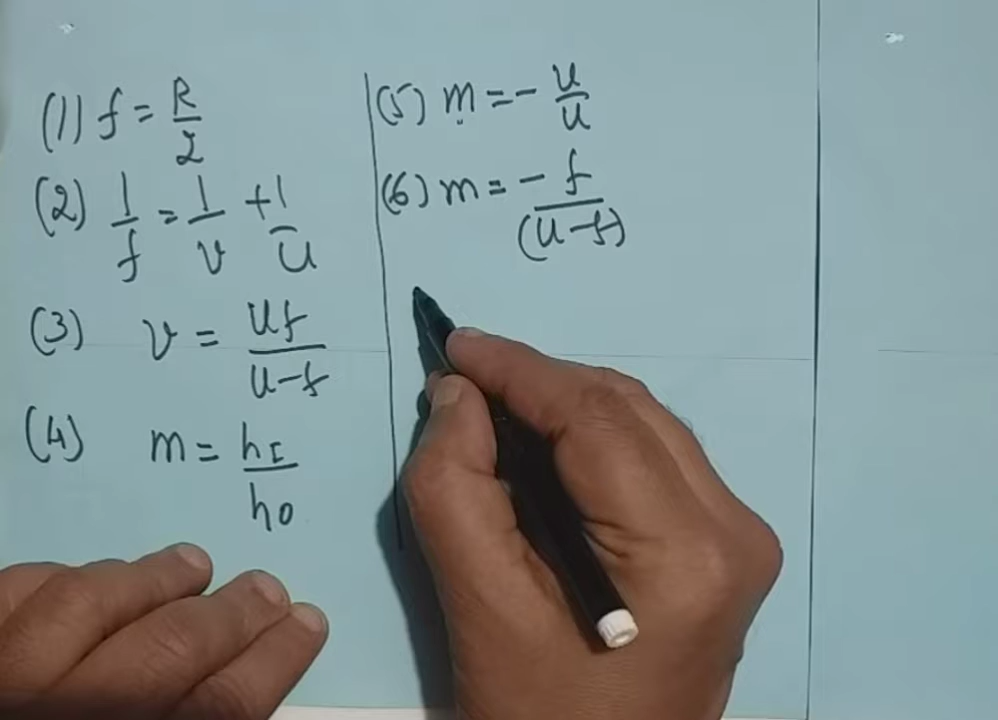 (1) f = R/2
(2) 1/f = 1/v + 1/u
(3) v = uf/u-f
(4) m = hI/ho
(5) m = - u/u
(6) m = - f/(u-f)